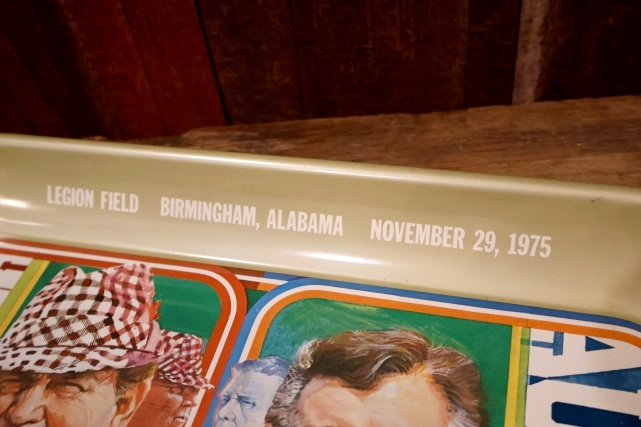 LEGION FIELD BIRMINGHAM, ALABAMA NOVEMBER 29, 1975